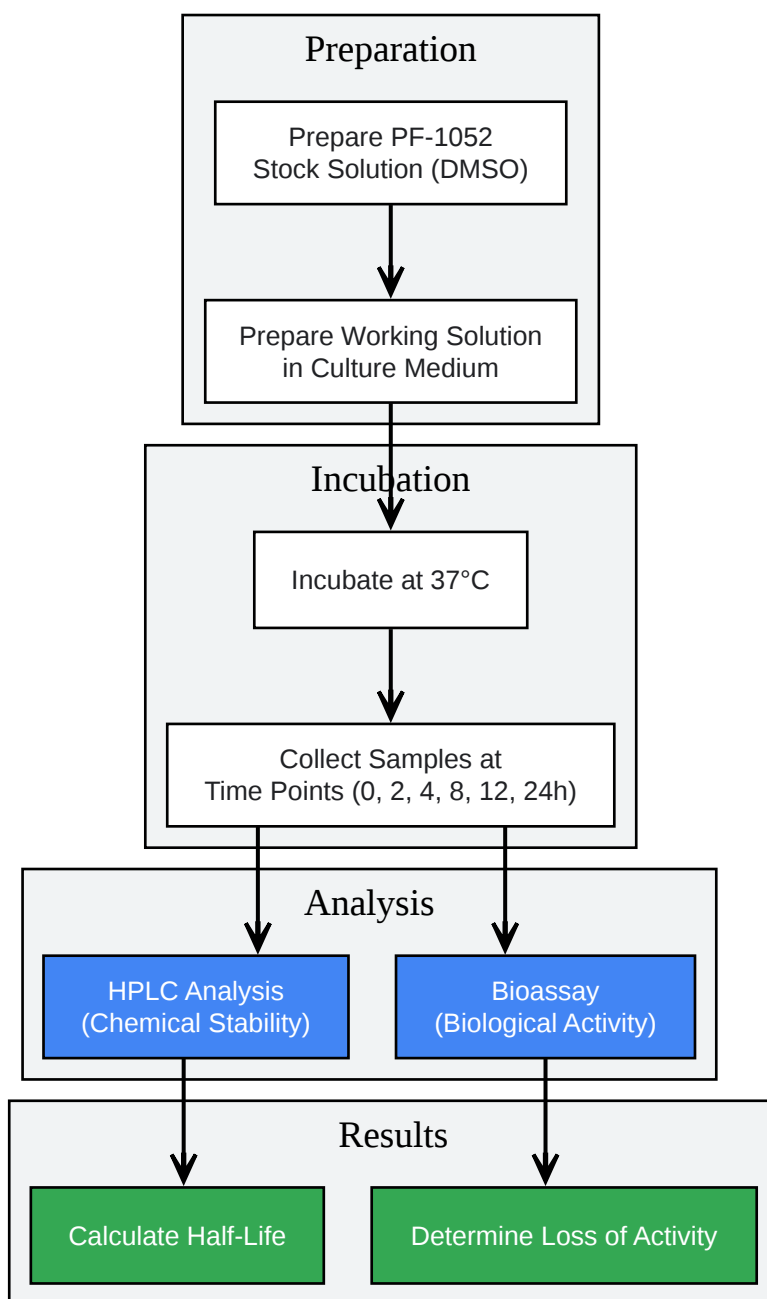 Preparation
Prepare PF-1052
Stock Solution (DMSO)
Prepare Working Solution
in Culture Medium
Incubation
Incubate at 37°C
Collect Samples at
Time Points (0, 2, 4, 8, 12, 24h)
Analysis
HPLC Analysis
(Chemical Stability)
Bioassay
(Biological Activity)
Results
Calculate Half-Life
Determine Loss of Activity